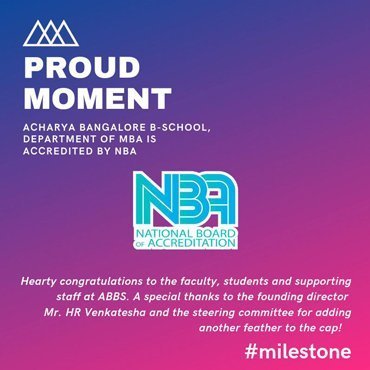 PROUD
MOMENT
ACHARYA BANGALORE B-SCHOOL,
DEPARTMENT OF MBA IS
ACCREDITED BY NBA
NBA
NATIONAL BOARD
OF ACCREDITATION
Hearty congratulations to the faculty, students and supporting
staff at ABBS. A special thanks to the founding director
Mr. HR Venkatesha and the steering committee for adding
another feather to the cap!
#milestone